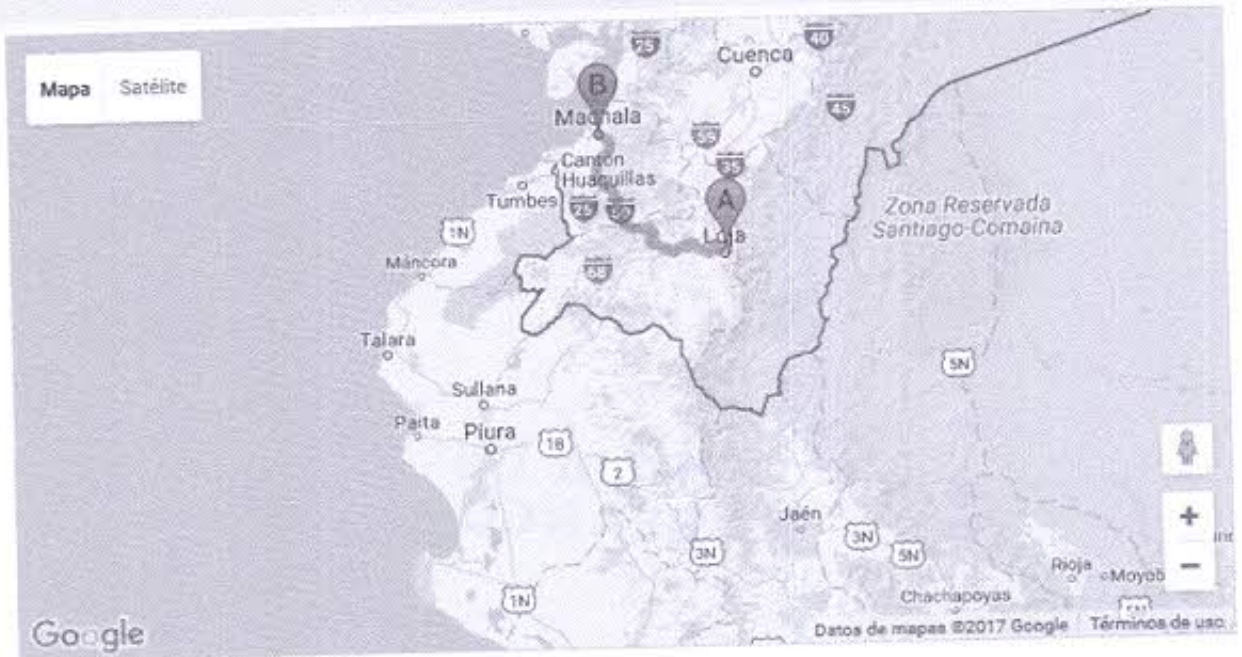 Mapa Satélite
25
Cuenca
40
B
45
Machala
35
Cantón
Huaquillas
35
Tumbes
A
25
50
Loja
Zona Reservada
Santiago-Comaina
1N
Máncora
68
Talara
5N
Sullana
Paita
Piura
1B
2
Jaén
+
3N
3N
5N
Rioja
Moyob
−
1N
Chachapoyas
Google
Datos de mapas ©2017 Google Términos de uso